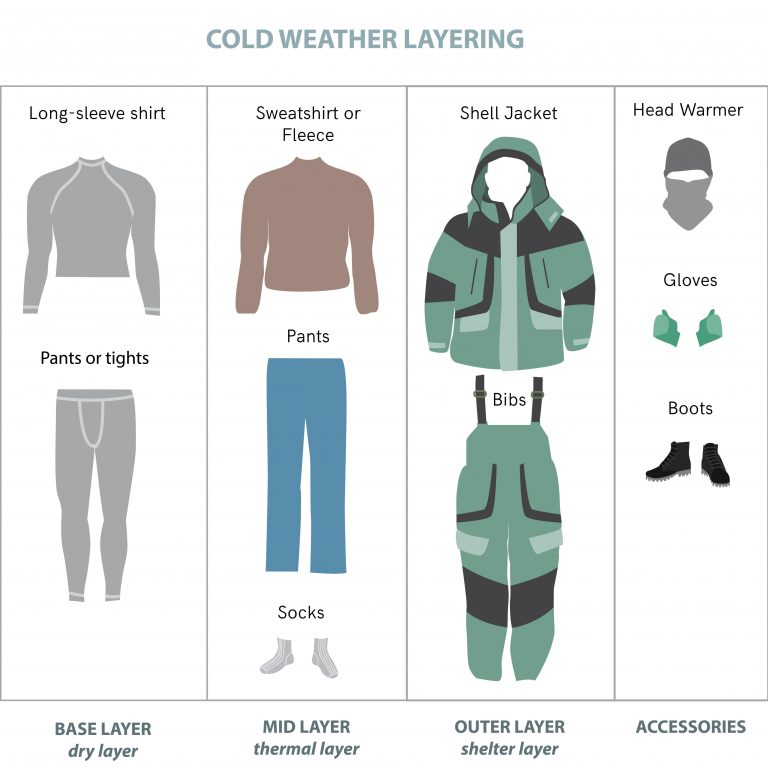 COLD WEATHER LAYERING
Long-sleeve shirt
Pants or tights
BASE LAYER
dry layer
Sweatshirt or
Fleece
Pants
Socks
MID LAYER
thermal layer
Shell Jacket
Bibs
OUTER LAYER
shelter layer
Head Warmer
Gloves
Boots
ACCESSORIES